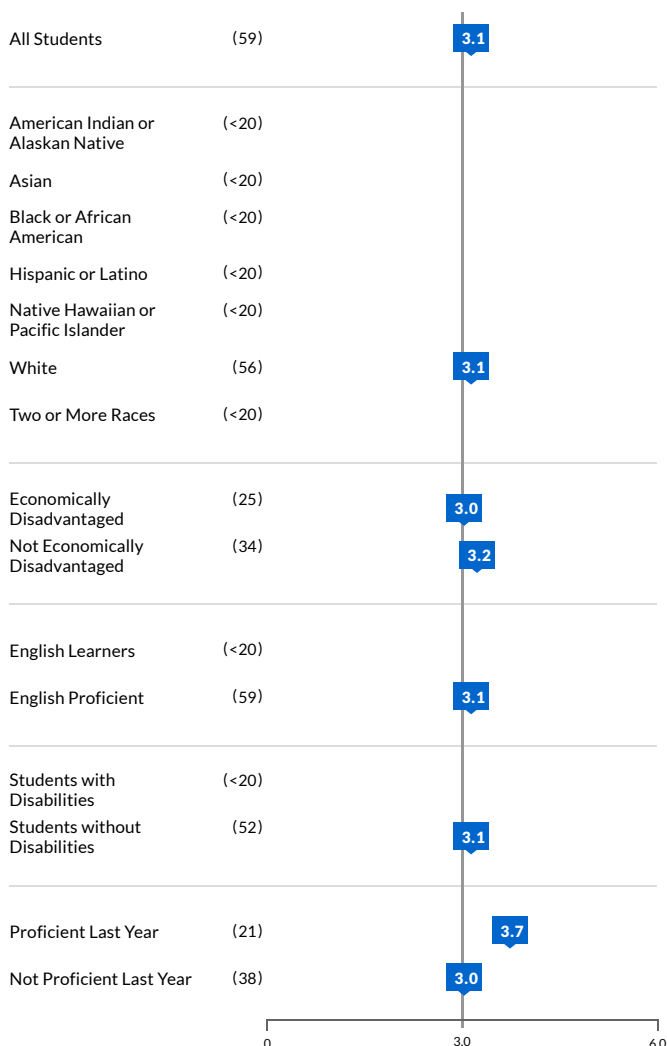 All Students (59) 3.1
American Indian or (<20)
Alaskan Native
Asian (<20)
Black or African (<20)
American
Hispanic or Latino (<20)
Native Hawaiian or (<20)
Pacific Islander
White (56) 3.1
Two or More Races (<20)
Economically (25) 3.0
Disadvantaged
Not Economically (34) 3.2
Disadvantaged
English Learners (<20)
English Proficient (59) 3.1
Students with (<20)
Disabilities
Students without (52) 3.1
Disabilities
Proficient Last Year (21) 3.7
Not Proficient Last Year (38) 3.0
0 3.0 6.0